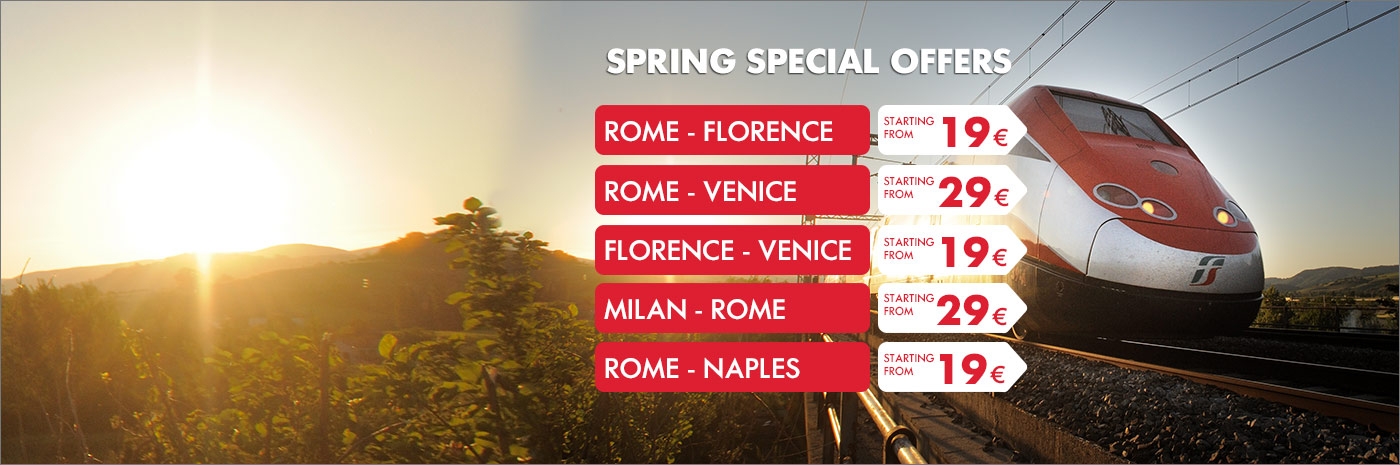 SPRING SPECIAL OFFERS
ROME - FLORENCE
STARTING
FROM
19€
ROME - VENICE
STARTING
FROM
29€
FLORENCE - VENICE
STARTING
FROM
19€
MILAN - ROME
STARTING
FROM
29€
ROME - NAPLES
STARTING
FROM
19€